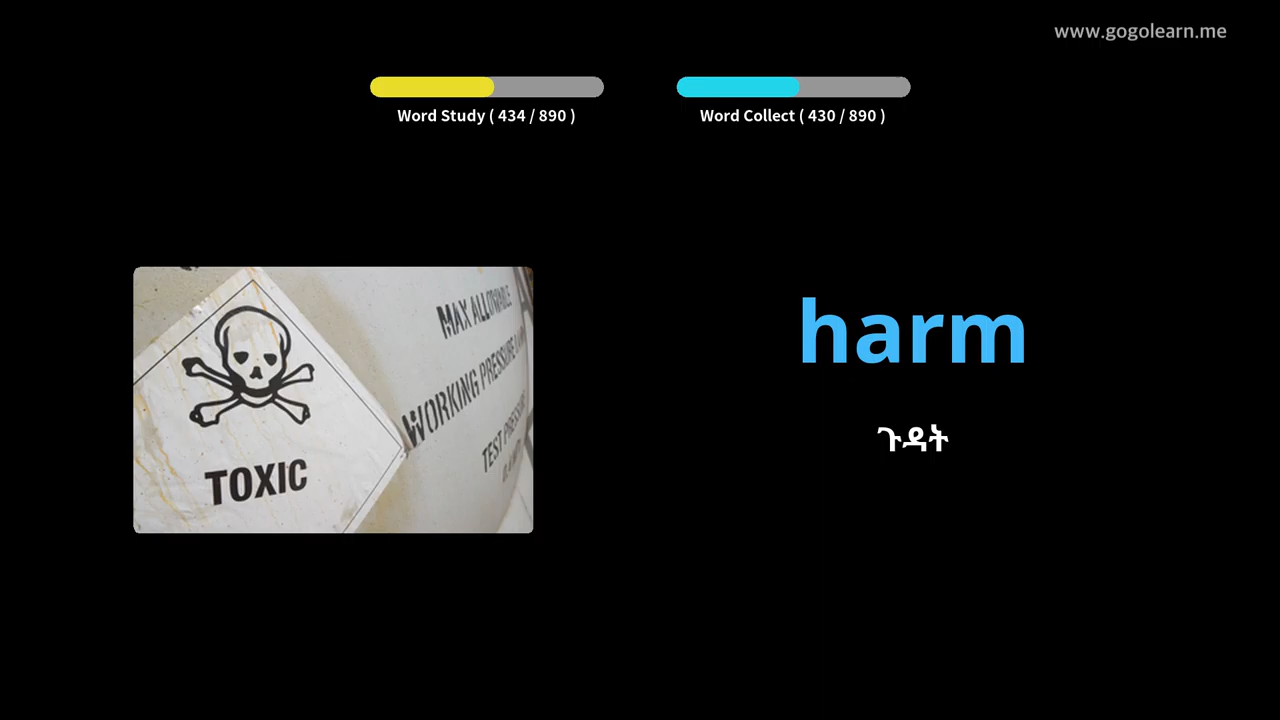 www.gogolearn.me
Word Study ( 434 / 890 )
Word Collect ( 430 / 890 )
MAX ALLOWABLE
WORKING PRESSURE
TEST PRESSURE
TOXIC
harm
ጉዳት